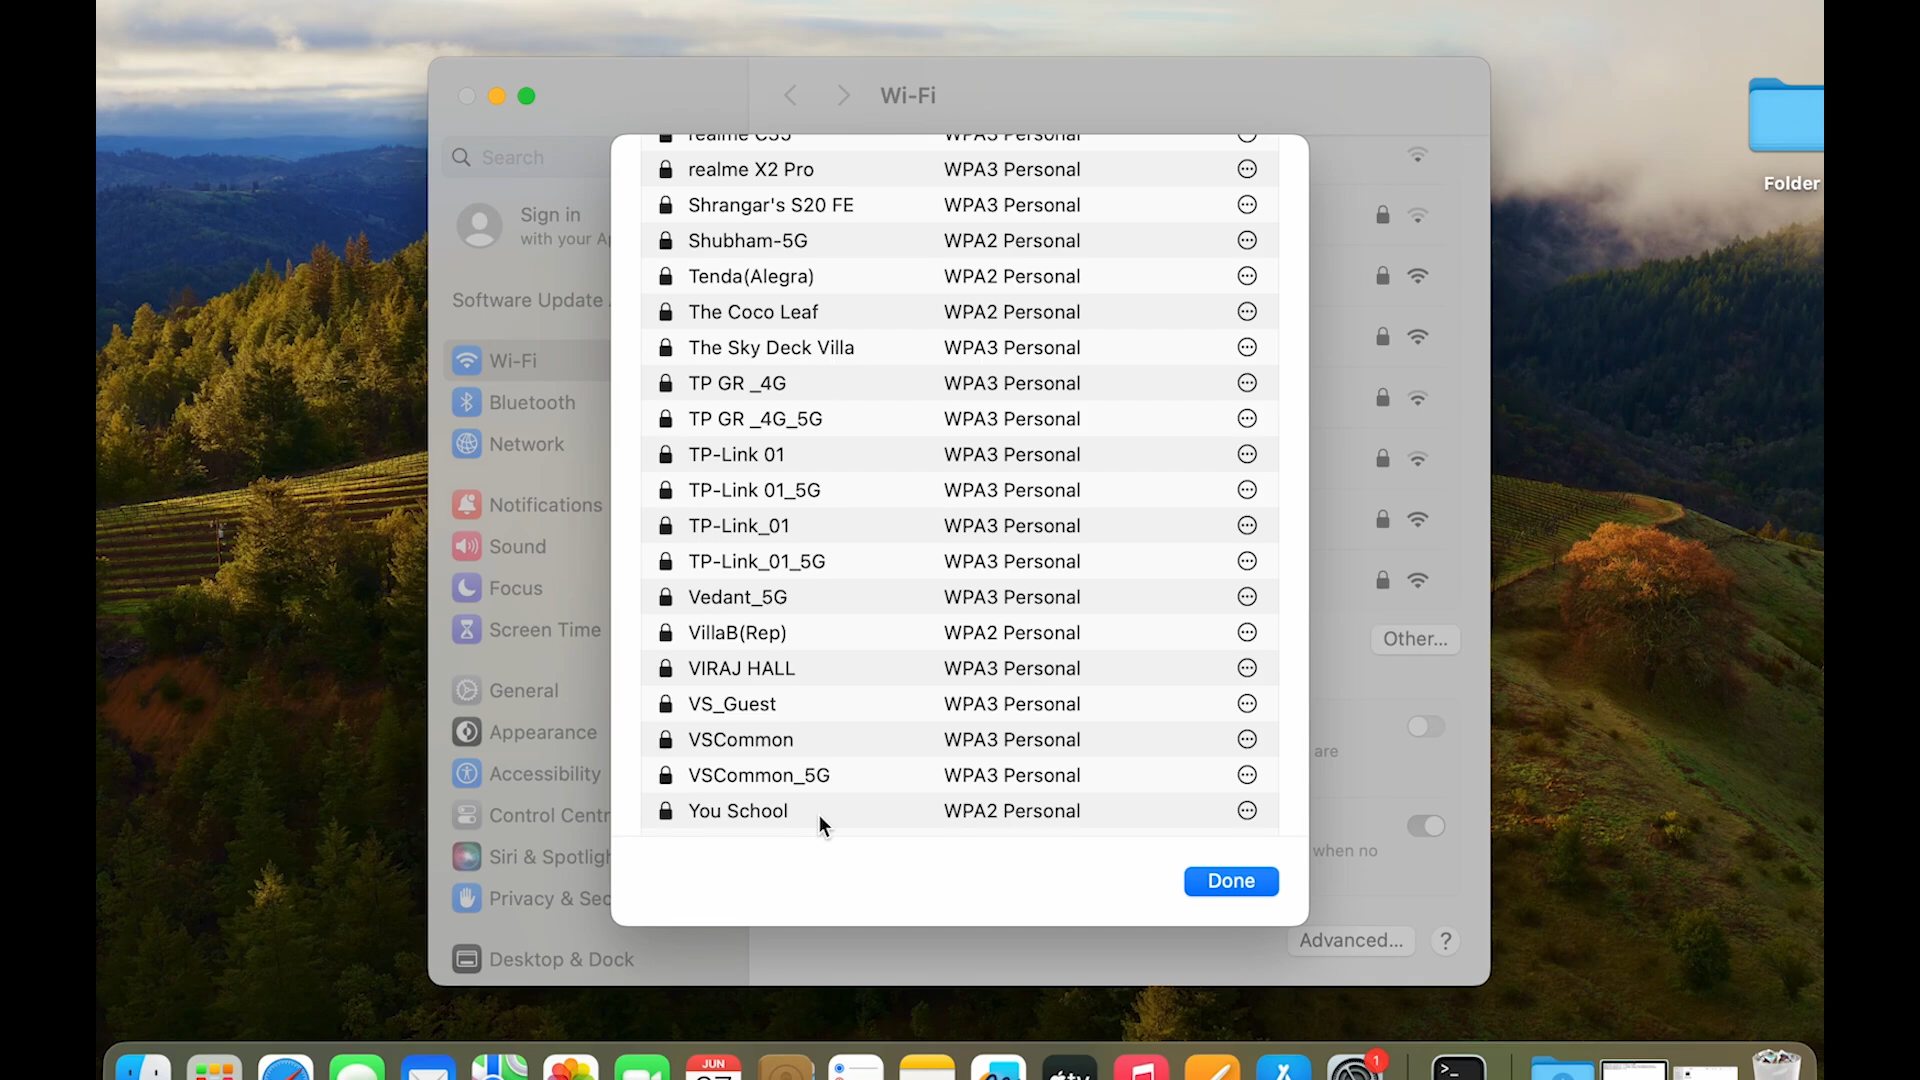 Wi-Fi
Search
Sign in
with your Ap
Software Update
Wi-Fi
Bluetooth
Network
Notifications
Sound
Focus
Screen Time
General
Appearance
Accessibility
Control Centr
Siri & Spotligh
Privacy & Sec
Desktop & Dock
realme X2 Pro WPA3 Personal
Shrangar's S20 FE WPA3 Personal
Shubham-5G WPA2 Personal
Tenda(Alegra) WPA2 Personal
The Coco Leaf WPA2 Personal
The Sky Deck Villa WPA3 Personal
TP GR _4G WPA3 Personal
TP GR _4G_5G WPA3 Personal
TP-Link 01 WPA3 Personal
TP-Link 01_5G WPA3 Personal
TP-Link_01 WPA3 Personal
TP-Link_01_5G WPA3 Personal
Vedant_5G WPA3 Personal
VillaB(Rep) WPA2 Personal
VIRAJ HALL WPA3 Personal
VS_Guest WPA3 Personal
VSCommon WPA3 Personal
VSCommon_5G WPA3 Personal
You School WPA2 Personal
Done
Other...
are
when no
Advanced...
?
Folder
JUN
1